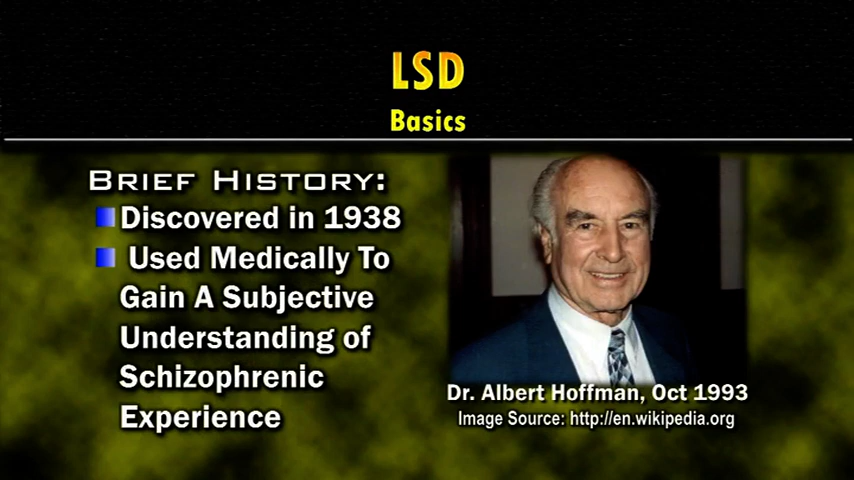 LSD
Basics
BRIEF HISTORY:
Discovered in 1938
Used Medically To
Gain A Subjective
Understanding of
Schizophrenic
Experience
Dr. Albert Hoffman, Oct 1993
Image Source: http://en.wikipedia.org